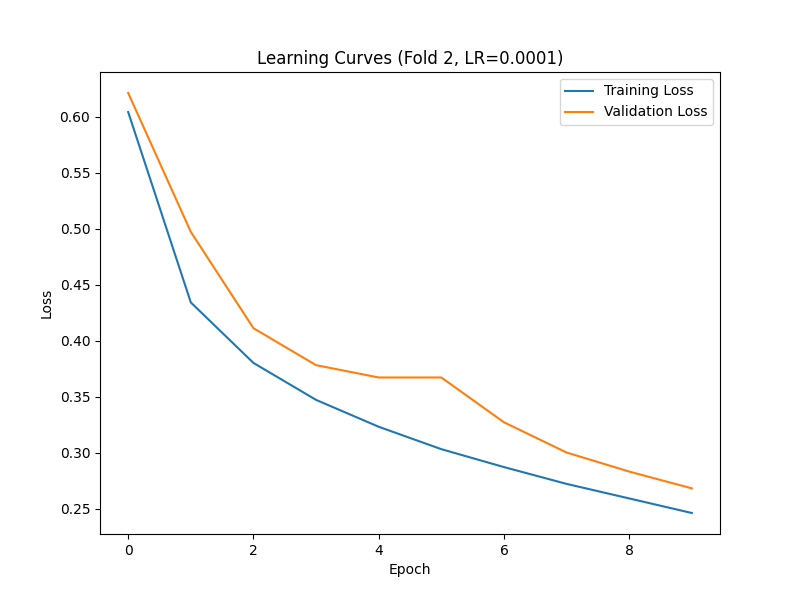 Learning Curves (Fold 2, LR=0.0001)
Training Loss
Validation Loss
0.60
0.55
0.50
0.45
0.40
0.35
0.30
0.25
Loss
0 2 4 6 8
Epoch